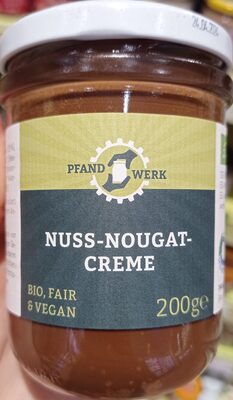 PFAND WERK
NUSS-NOUGAT-
CREME
BIO, FAIR
& VEGAN
200g℮